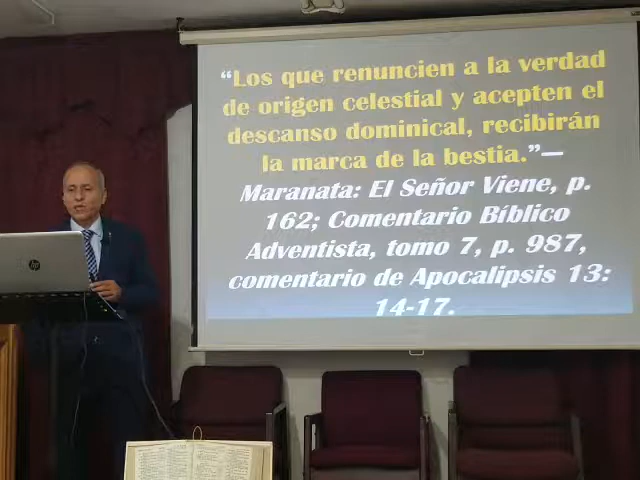 “Los que renuncien a la verdad
de origen celestial y acepten el
descanso dominical, recibirán
la marca de la bestia.”—
Maranata: El Señor Viene, p.
162; Comentario Bíblico
Adventista, tomo 7, p. 987,
comentario de Apocalipsis 13:
14-17.
hp